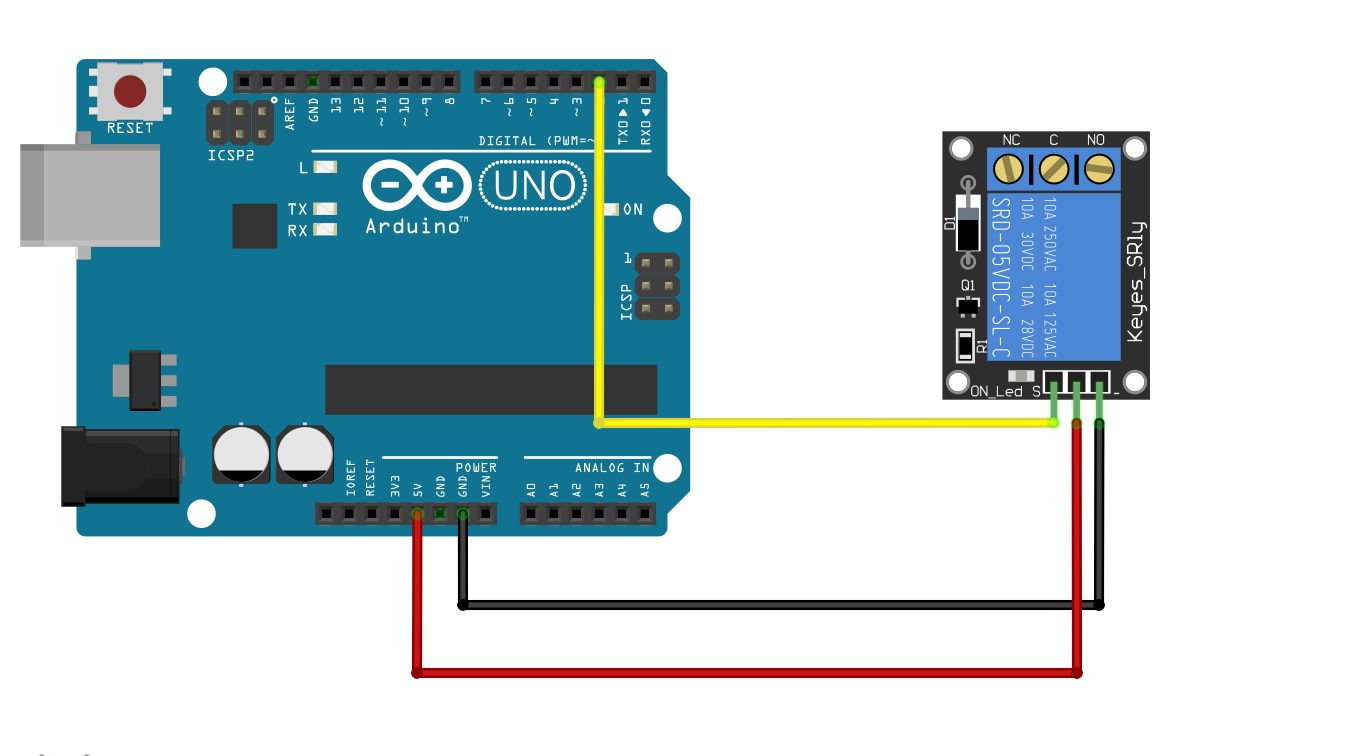 RESET
ICSP2
AREF
GND
13
12
~11
~10
~9
8
7
~6
~5
4
~3
TX0 ▶ 1
RX0 ◀ 0
DIGITAL (PWM=~
L
TX
RX
Arduino™
UNO
ON
1
ICSP
IOREF
RESET
3V3
5V
GND
GND
VIN
POWER
ANALOG IN
A0
A1
A2
A3
A4
A5
NC C NO
D1
Q1
R1
SRD-05VDC-SL-C
10A 30VDC 10A 28VDC
10A 250VAC 10A 125VAC
Keyes_SRly
ON_Led S -